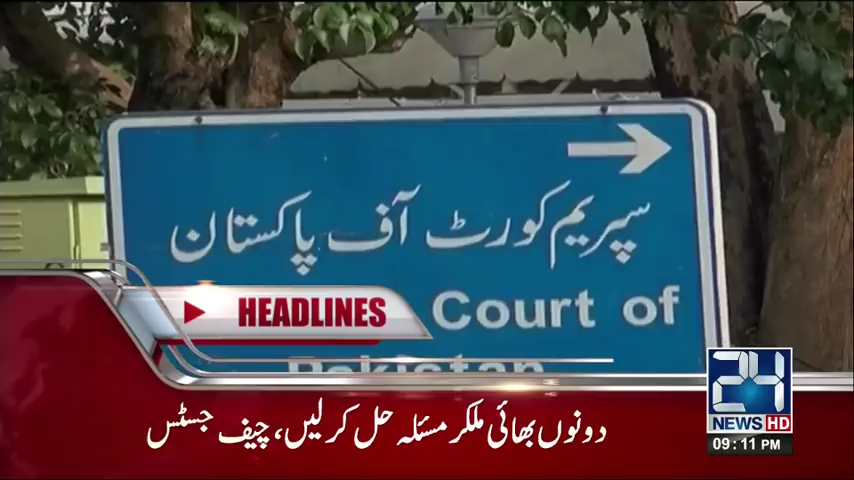 سپریم کورٹ آف پاکستان
Court of
Pakistan
HEADLINES
دونوں بھائی ملکر مسئلہ حل کرلیں، چیف جسٹس
24
NEWS HD
09:11 PM